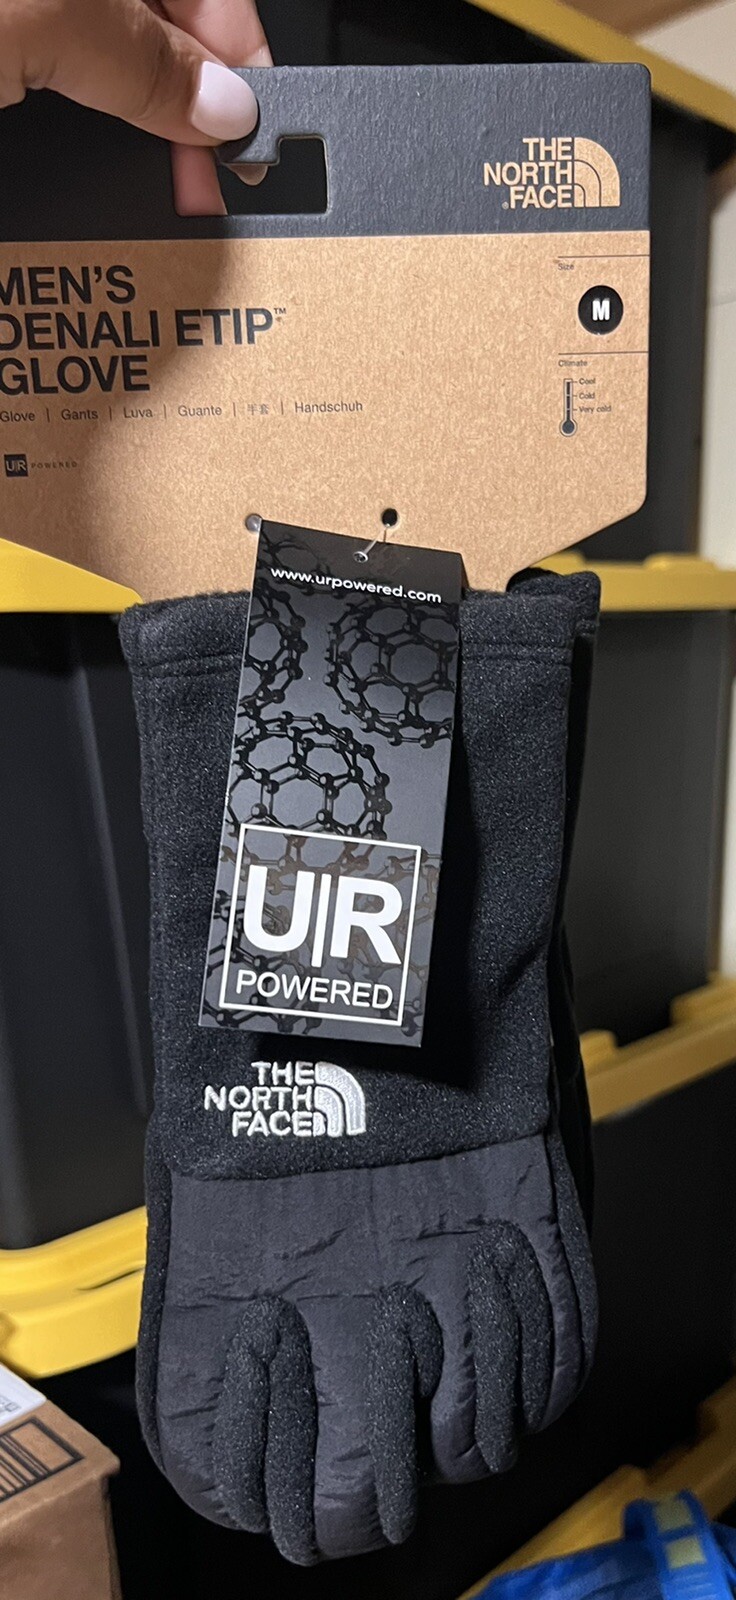 THE
NORTH
FACE
MEN'S
DENALI ETIP™
GLOVE
Glove | Gants | Luva | Guante | 手套 | Handschuh
U|R POWERED
Size
M
Climate
Cool
Cold
Very cold
www.urpowered.com
U|R
POWERED
THE
NORTH
FACE